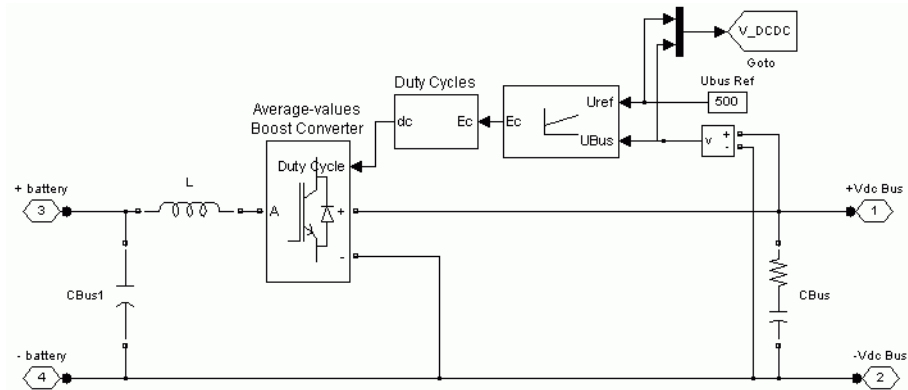 V_DCDC
Goto
Ubus Ref
500
Duty Cycles
Uref
dc
Ec
Ec
UBus
v
+
-
Average-values
Boost Converter
Duty Cycle
L
+ battery
3
A
+
-
+Vdc Bus
1
CBus1
CBus
- battery
4
-Vdc Bus
2